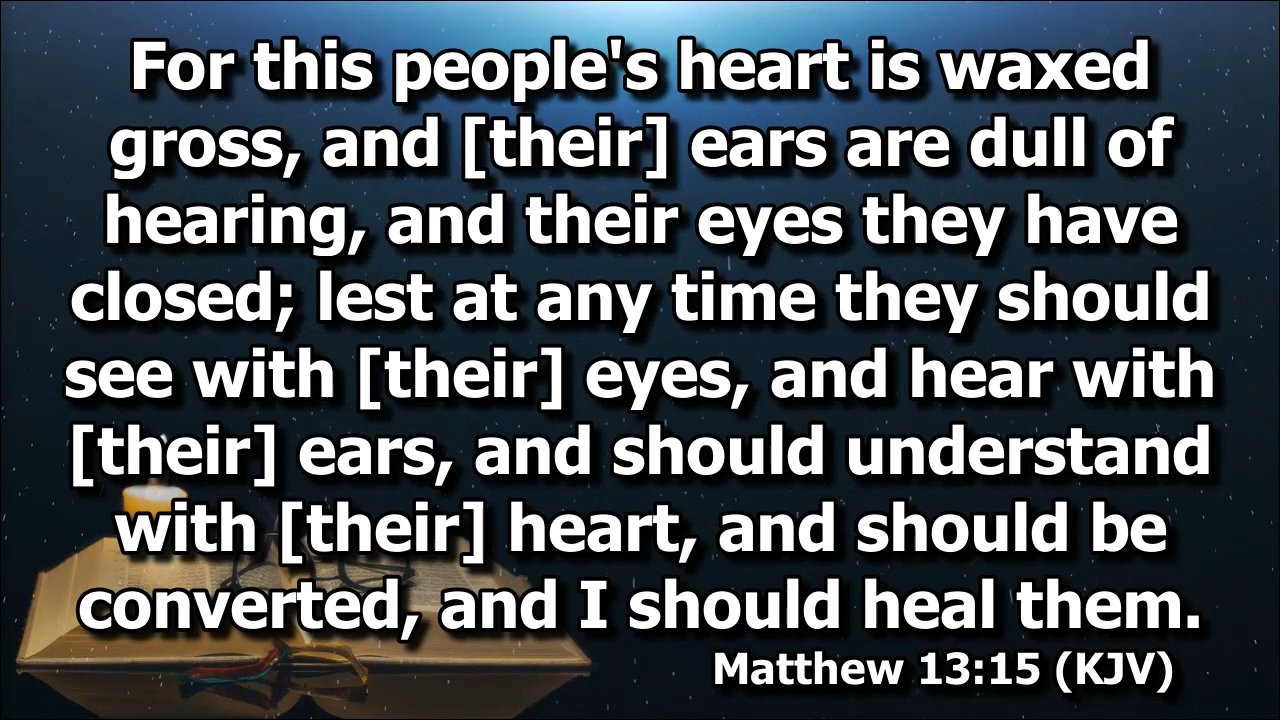 For this people's heart is waxed
gross, and [their] ears are dull of
hearing, and their eyes they have
closed; lest at any time they should
see with [their] eyes, and hear with
[their] ears, and should understand
with [their] heart, and should be
converted, and I should heal them.
Matthew 13:15 (KJV)